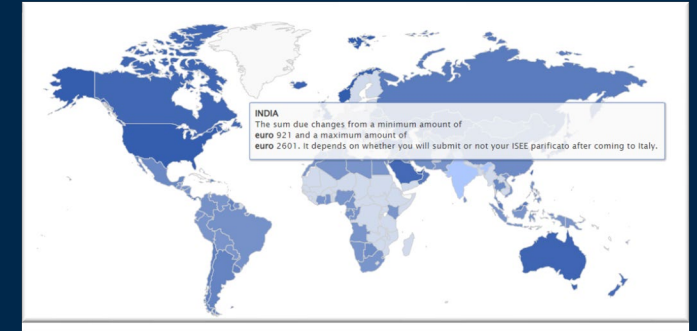 INDIA
The sum due changes from a minimum amount of
euro 921 and a maximum amount of
euro 2601. It depends on whether you will submit or not your ISEE parificato after coming to Italy.